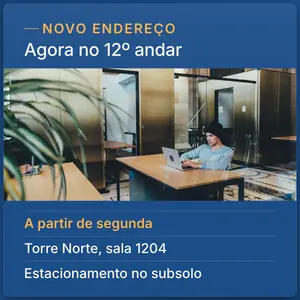 NOVO ENDEREÇO
Agora no 12º andar
A partir de segunda
Torre Norte, sala 1204
Estacionamento no subsolo